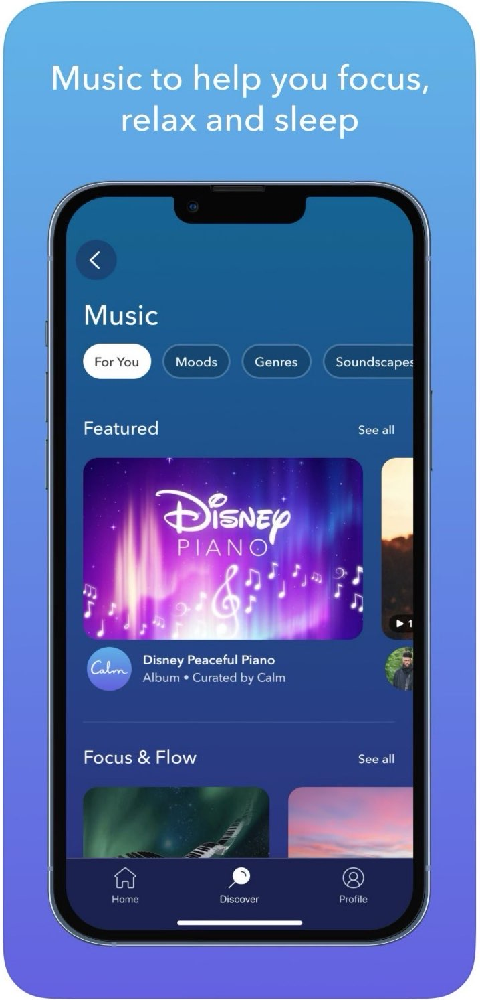 Music to help you focus,
relax and sleep
Music
For You
Moods
Genres
Soundscapes
Featured
See all
Disney
PIANO
1
Calm
Disney Peaceful Piano
Album • Curated by Calm
Focus & Flow
See all
Home
Discover
Profile